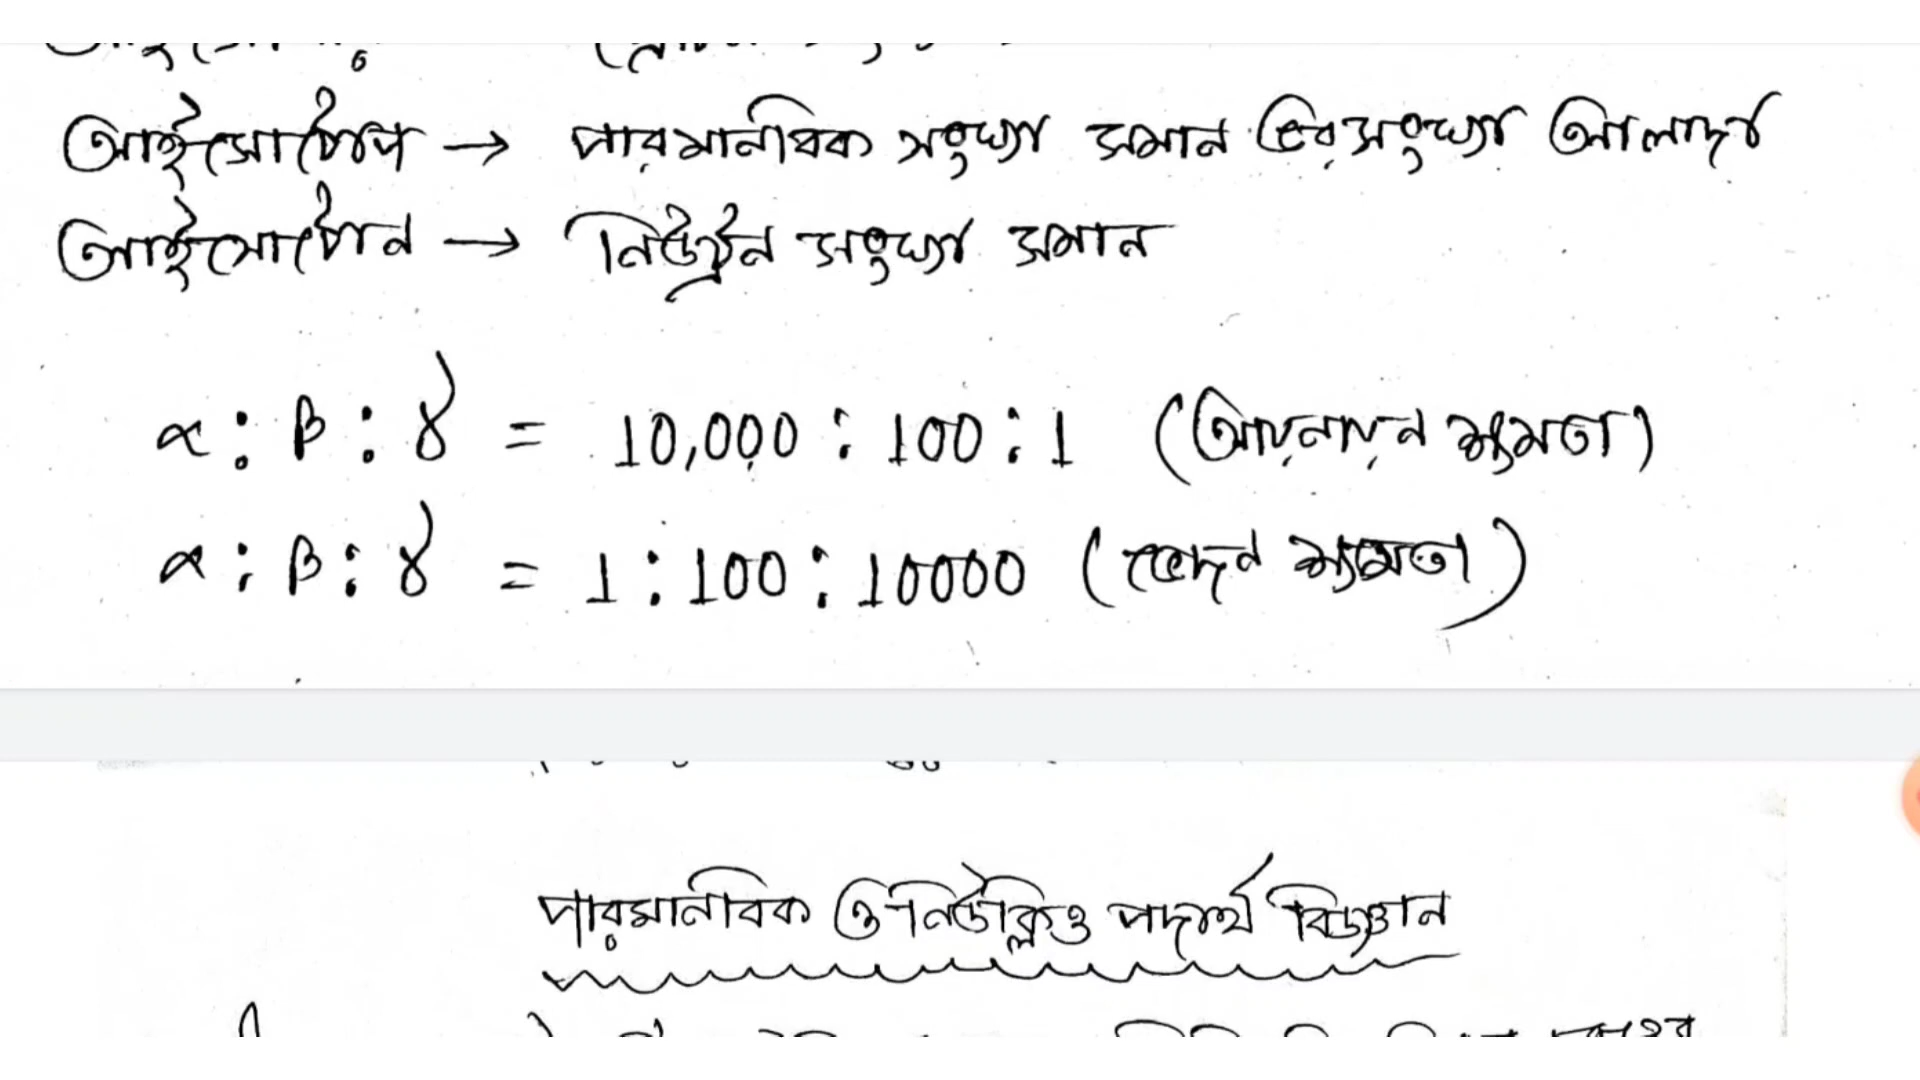 আইসোটোপ → পারমানবিক সংখ্যা সমান ভরসংখ্যা আলাদা
আইসোটোন → নিউট্রন সংখ্যা সমান
α : β : γ = 10,000 : 100 : 1 (আয়নায়ন ক্ষমতা)
α : β : γ = 1 : 100 : 10000 (ভেদন ক্ষমতা)
পারমানবিক ও নিউক্লিও পদার্থ বিজ্ঞান